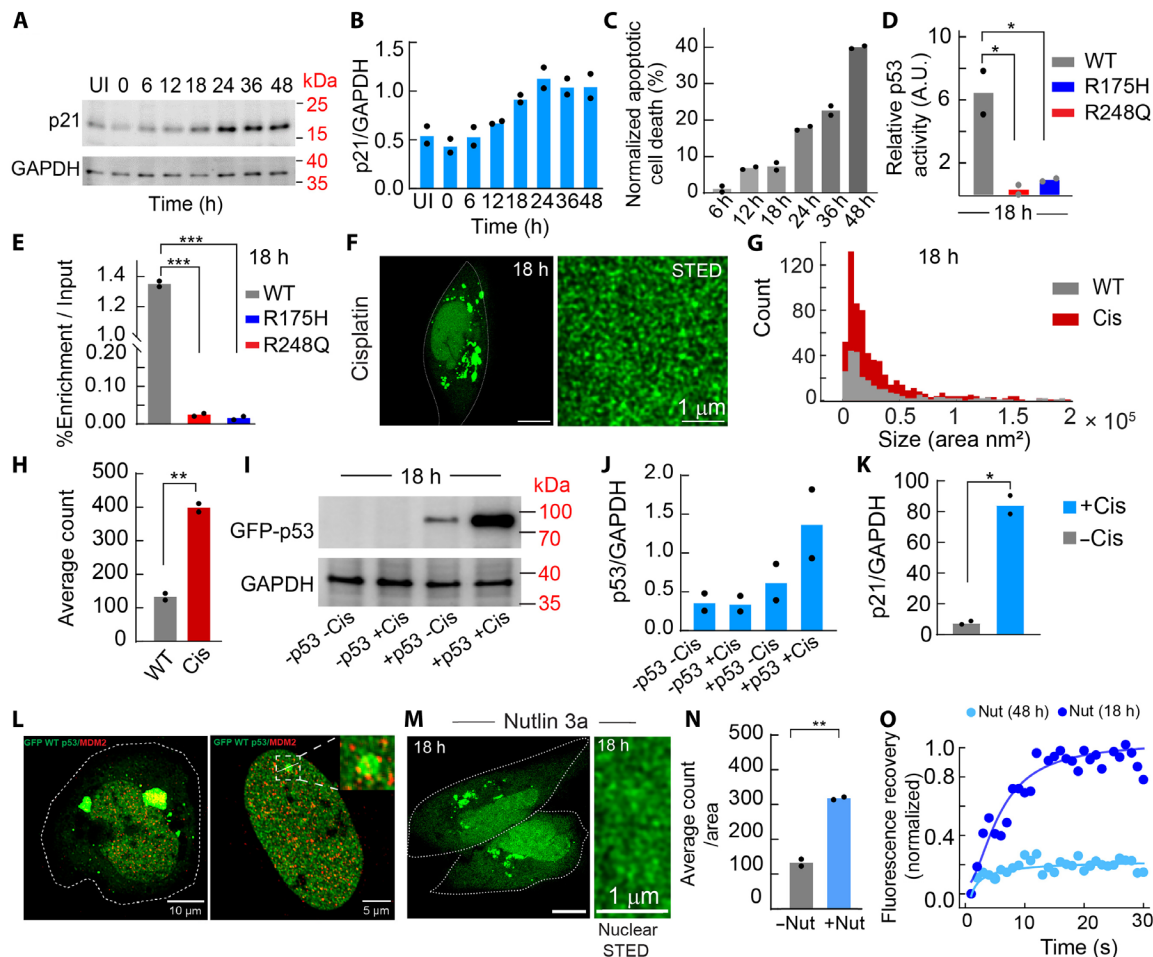 A
UI 0 6 12 18 24 36 48
kDa
25
p21
15
GAPDH
40
35
Time (h)
B
p21/GAPDH
1.5
1.0
0.5
0.0
UI 0 6 12 18 24 36 48
Time (h)
C
Normalized apoptotic
cell death (%)
40
30
20
10
0
6 h 12 h 18 h 24 h 36 h 48 h
D
Relative p53
activity (A.U.)
10
8
6
4
2
*
*
WT
R175H
R248Q
18 h
E
%Enrichment / Input
1.4
1.2
1.0
0.20
0.10
0.00
***
***
18 h
WT
R175H
R248Q
F
Cisplatin
18 h
STED
1 μm
G
18 h
Count
120
80
40
0
WT
Cis
0 0.5 1 1.5 2
× 10⁵
Size (area nm²)
H
Average count
500
400
300
200
100
0
**
WT Cis
I
18 h
kDa
GFP-p53
100
70
GAPDH
40
35
-p53 -Cis
-p53 +Cis
+p53 -Cis
+p53 +Cis
J
p53/GAPDH
2.0
1.5
1.0
0.5
0.0
-p53 -Cis
-p53 +Cis
+p53 -Cis
+p53 +Cis
K
p21/GAPDH
100
80
60
40
20
0
*
+Cis
–Cis
L
GFP WT p53/MDM2
10 μm
GFP WT p53/MDM2
5 μm
M
Nutlin 3a
18 h
18 h
1 μm
Nuclear
STED
N
Average count
/area
500
400
300
200
100
0
**
–Nut +Nut
O
Nut (48 h) Nut (18 h)
Fluorescence recovery
(normalized)
1.0
0.8
0.4
0.0
0 10 20 30
Time (s)